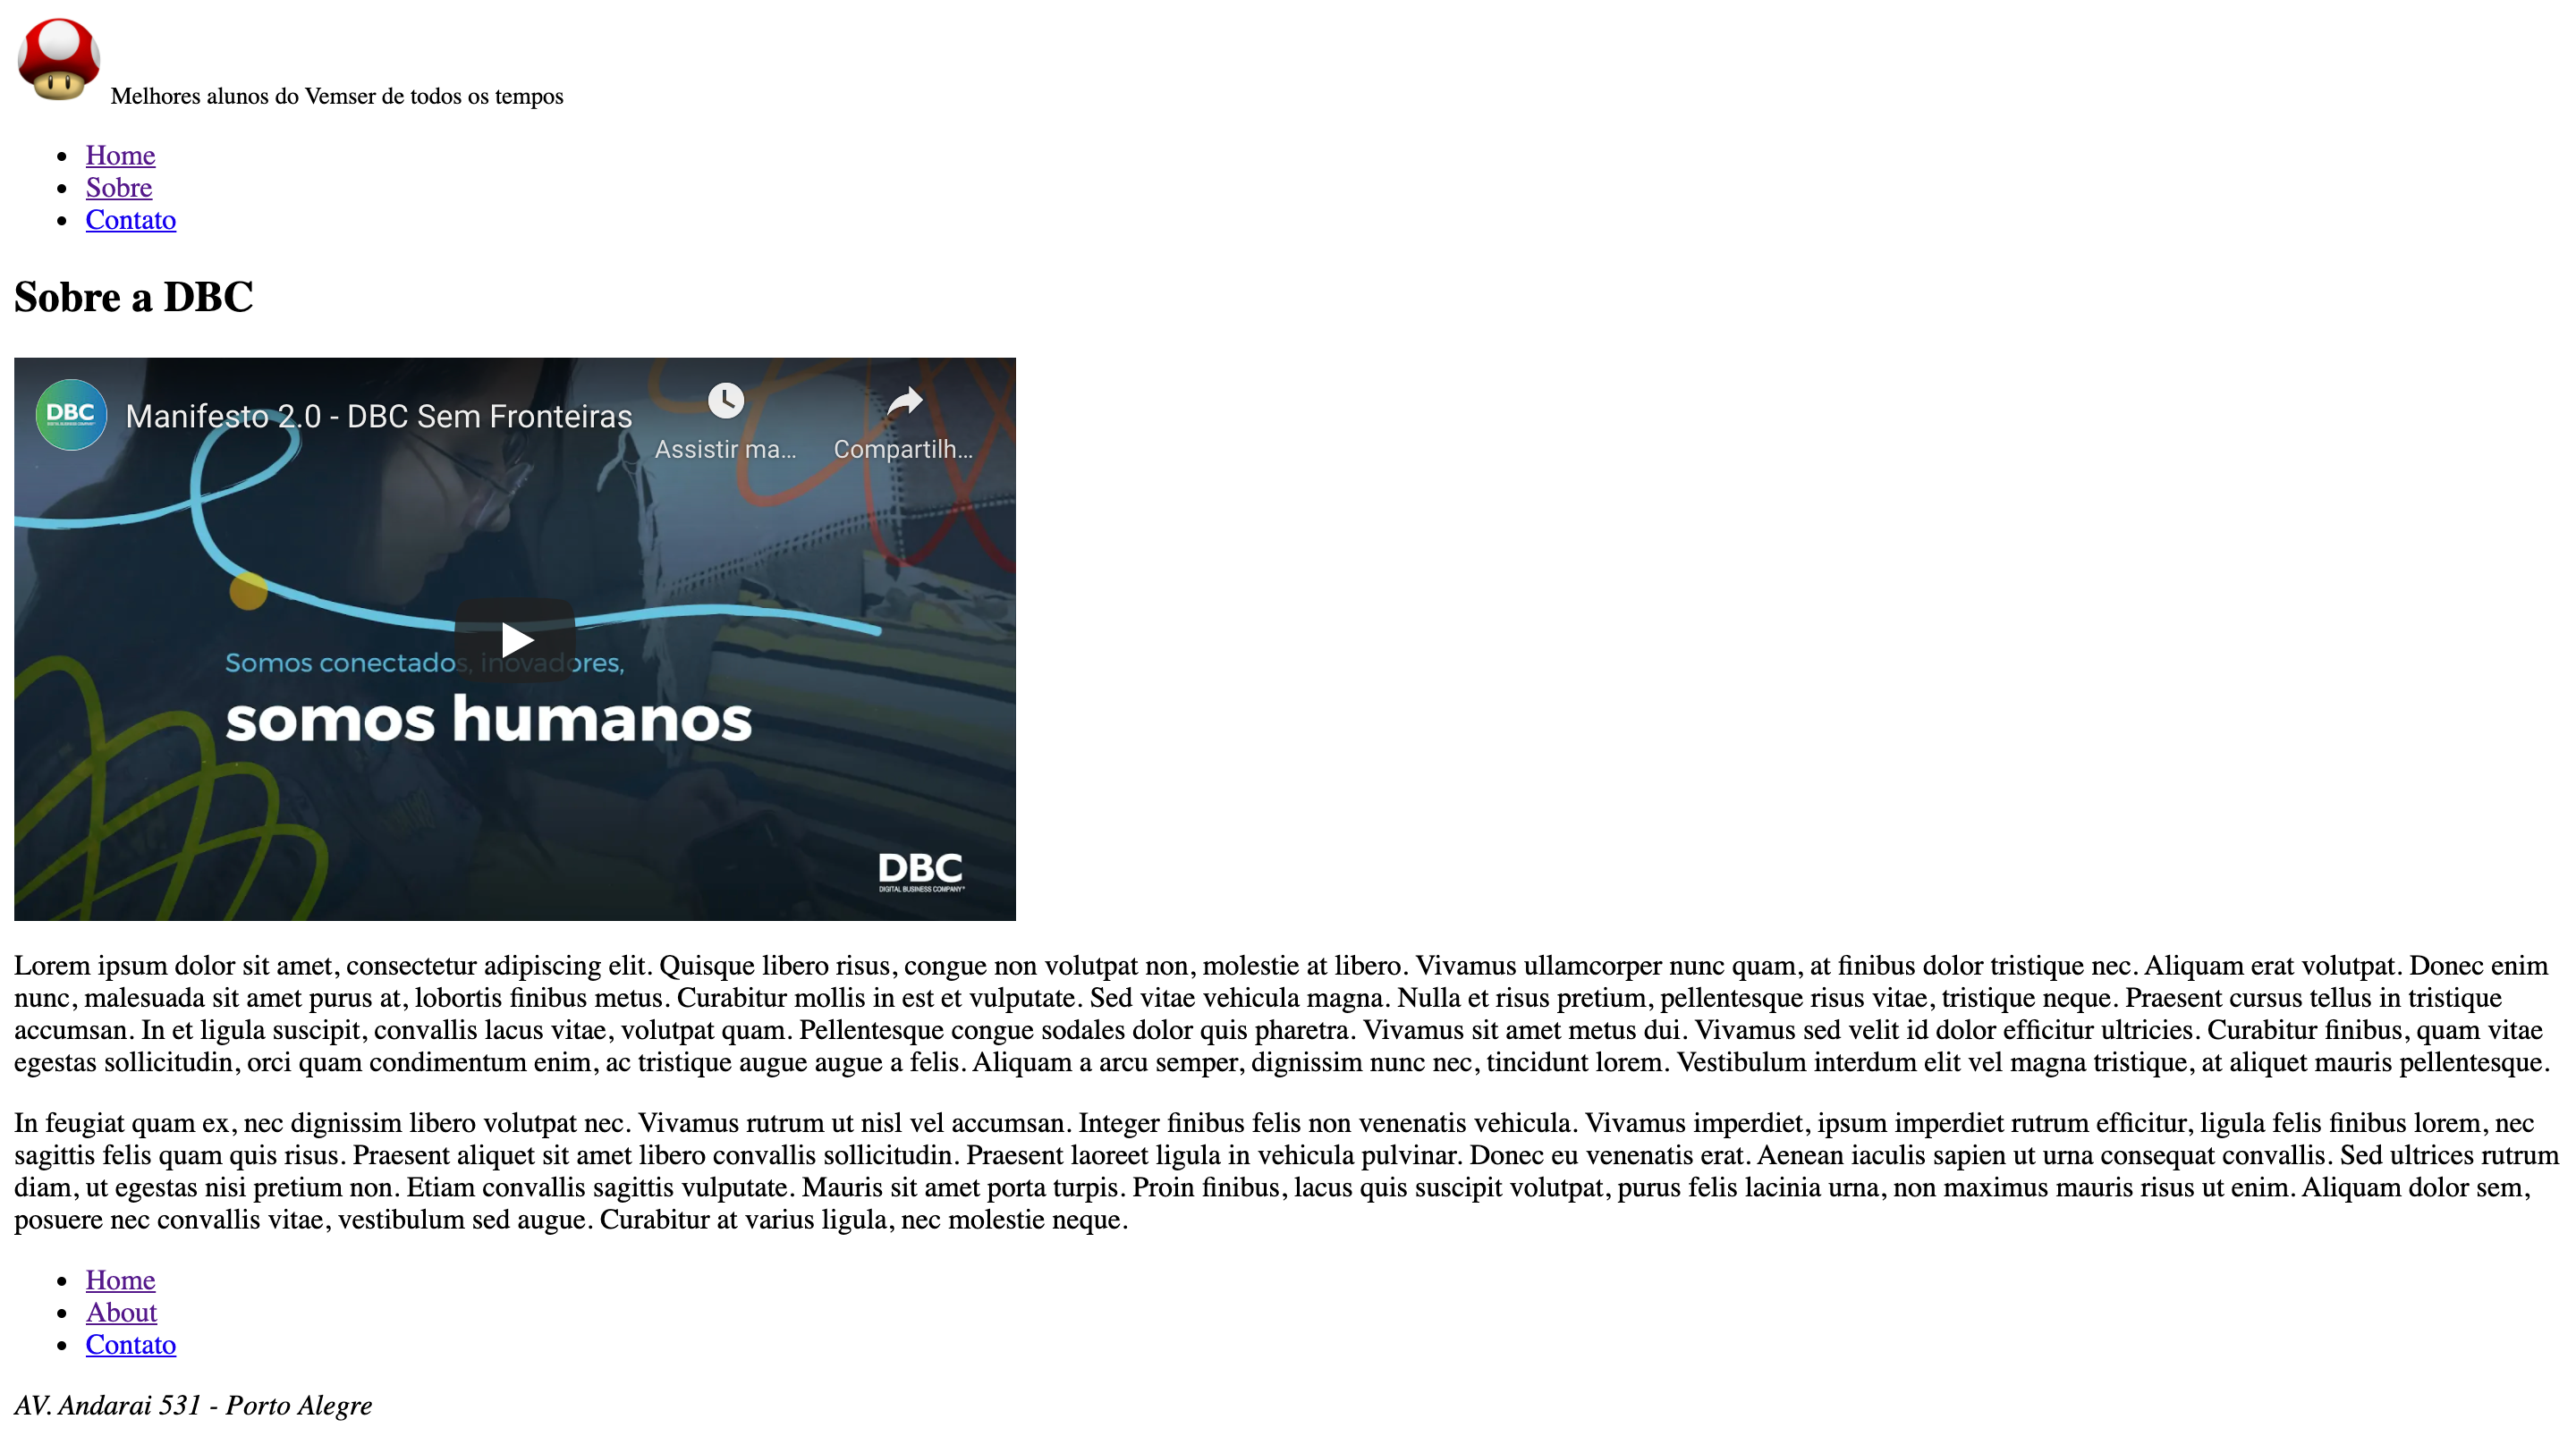 Melhores alunos do Vemser de todos os tempos
Home
Sobre
Contato
Sobre a DBC
DBC
DIGITAL BUSINESS COMPANY
Manifesto 2.0 - DBC Sem Fronteiras
Assistir ma...
Compartilh...
Somos conectados, inovadores,
somos humanos
DBC
DIGITAL BUSINESS COMPANY®
Lorem ipsum dolor sit amet, consectetur adipiscing elit. Quisque libero risus, congue non volutpat non, molestie at libero. Vivamus ullamcorper nunc quam, at finibus dolor tristique nec. Aliquam erat volutpat. Donec enim
nunc, malesuada sit amet purus at, lobortis finibus metus. Curabitur mollis in est et vulputate. Sed vitae vehicula magna. Nulla et risus pretium, pellentesque risus vitae, tristique neque. Praesent cursus tellus in tristique
accumsan. In et ligula suscipit, convallis lacus vitae, volutpat quam. Pellentesque congue sodales dolor quis pharetra. Vivamus sit amet metus dui. Vivamus sed velit id dolor efficitur ultricies. Curabitur finibus, quam vitae
egestas sollicitudin, orci quam condimentum enim, ac tristique augue augue a felis. Aliquam a arcu semper, dignissim nunc nec, tincidunt lorem. Vestibulum interdum elit vel magna tristique, at aliquet mauris pellentesque.
In feugiat quam ex, nec dignissim libero volutpat nec. Vivamus rutrum ut nisl vel accumsan. Integer finibus felis non venenatis vehicula. Vivamus imperdiet, ipsum imperdiet rutrum efficitur, ligula felis finibus lorem, nec
sagittis felis quam quis risus. Praesent aliquet sit amet libero convallis sollicitudin. Praesent laoreet ligula in vehicula pulvinar. Donec eu venenatis erat. Aenean iaculis sapien ut urna consequat convallis. Sed ultrices rutrum
diam, ut egestas nisi pretium non. Etiam convallis sagittis vulputate. Mauris sit amet porta turpis. Proin finibus, lacus quis suscipit volutpat, purus felis lacinia urna, non maximus mauris risus ut enim. Aliquam dolor sem,
posuere nec convallis vitae, vestibulum sed augue. Curabitur at varius ligula, nec molestie neque.
Home
About
Contato
AV. Andarai 531 - Porto Alegre